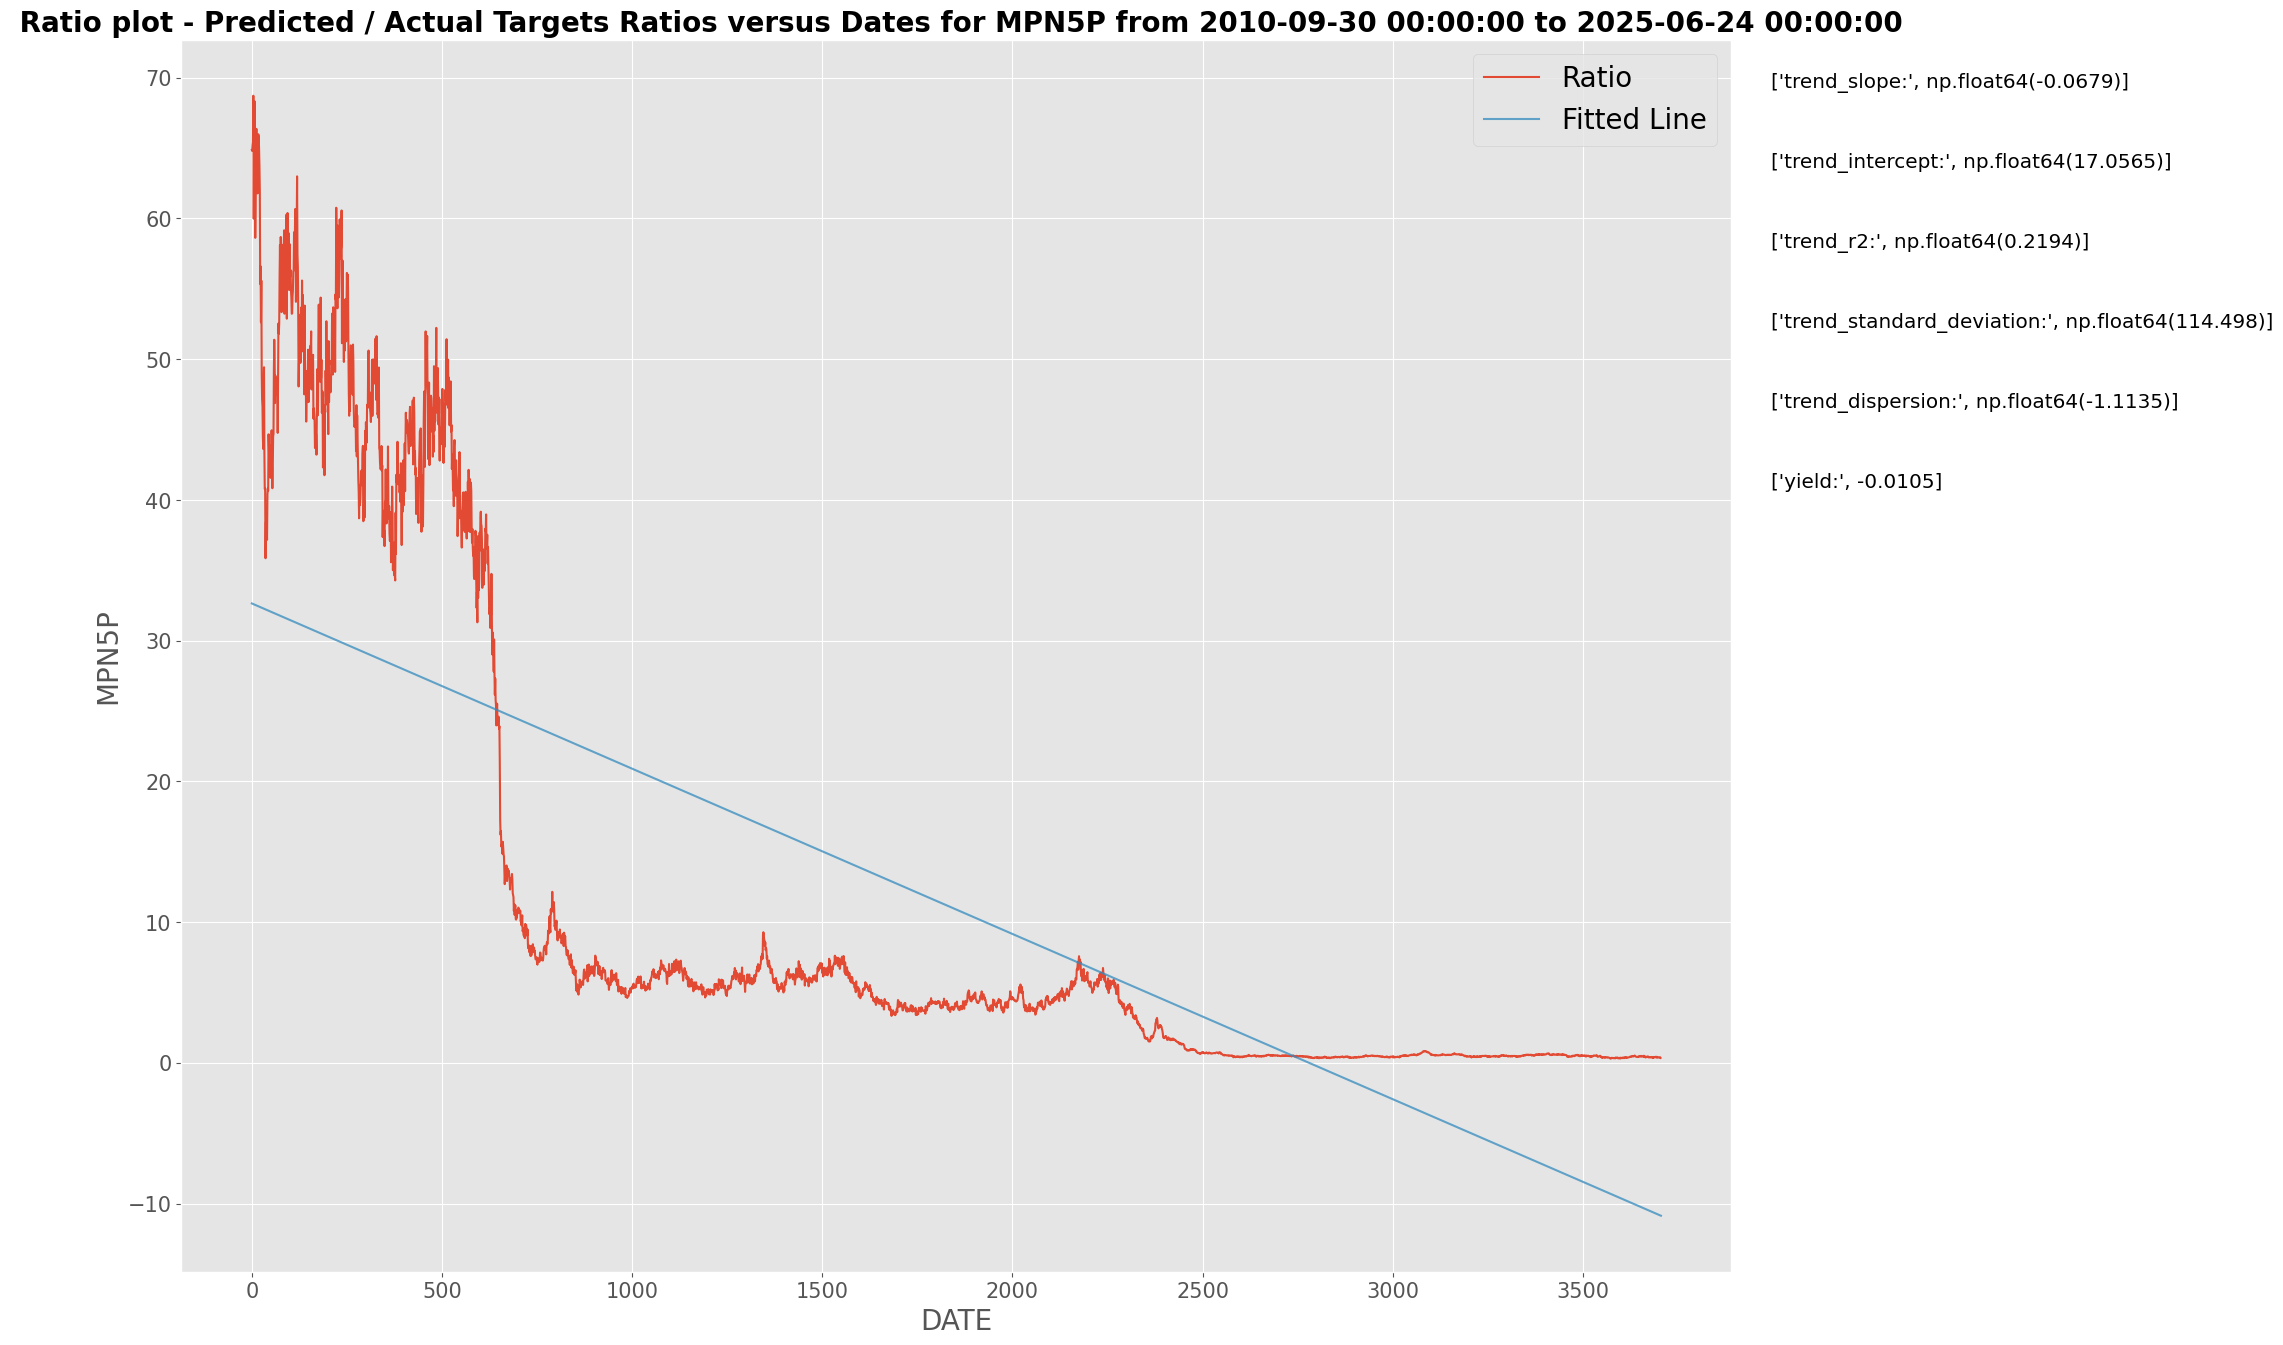 Ratio plot - Predicted / Actual Targets Ratios versus Dates for MPN5P from 2010-09-30 00:00:00 to 2025-06-24 00:00:00
Ratio
Fitted Line
['trend_slope:', np.float64(-0.0679)]
['trend_intercept:', np.float64(17.0565)]
['trend_r2:', np.float64(0.2194)]
['trend_standard_deviation:', np.float64(114.498)]
['trend_dispersion:', np.float64(-1.1135)]
['yield:', -0.0105]
MPN5P
70
60
50
40
30
20
10
0
−10
0 500 1000 1500 2000 2500 3000 3500
DATE